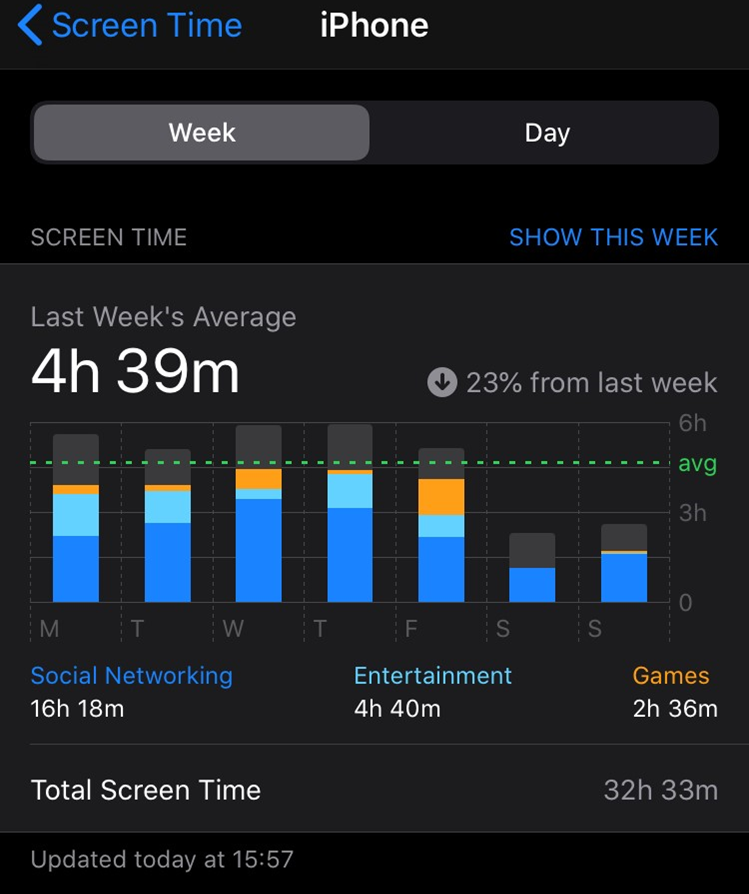 Screen Time iPhone
Week Day
SCREEN TIME SHOW THIS WEEK
Last Week's Average
4h 39m
23% from last week
6h
avg
3h
0
M T W T F S S
Social Networking Entertainment Games
16h 18m 4h 40m 2h 36m
Total Screen Time 32h 33m
Updated today at 15:57